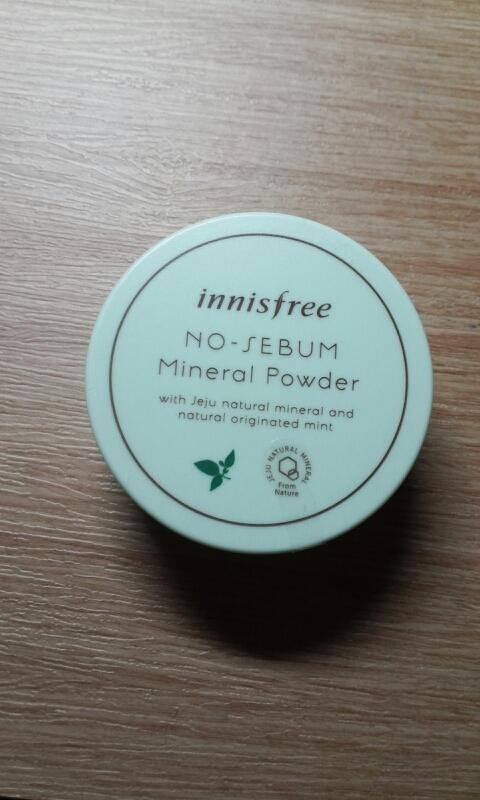 innisfree
NO-SEBUM
Mineral Powder
with Jeju natural mineral and
natural originated mint
JEJU NATURAL MINERAL
From
Nature